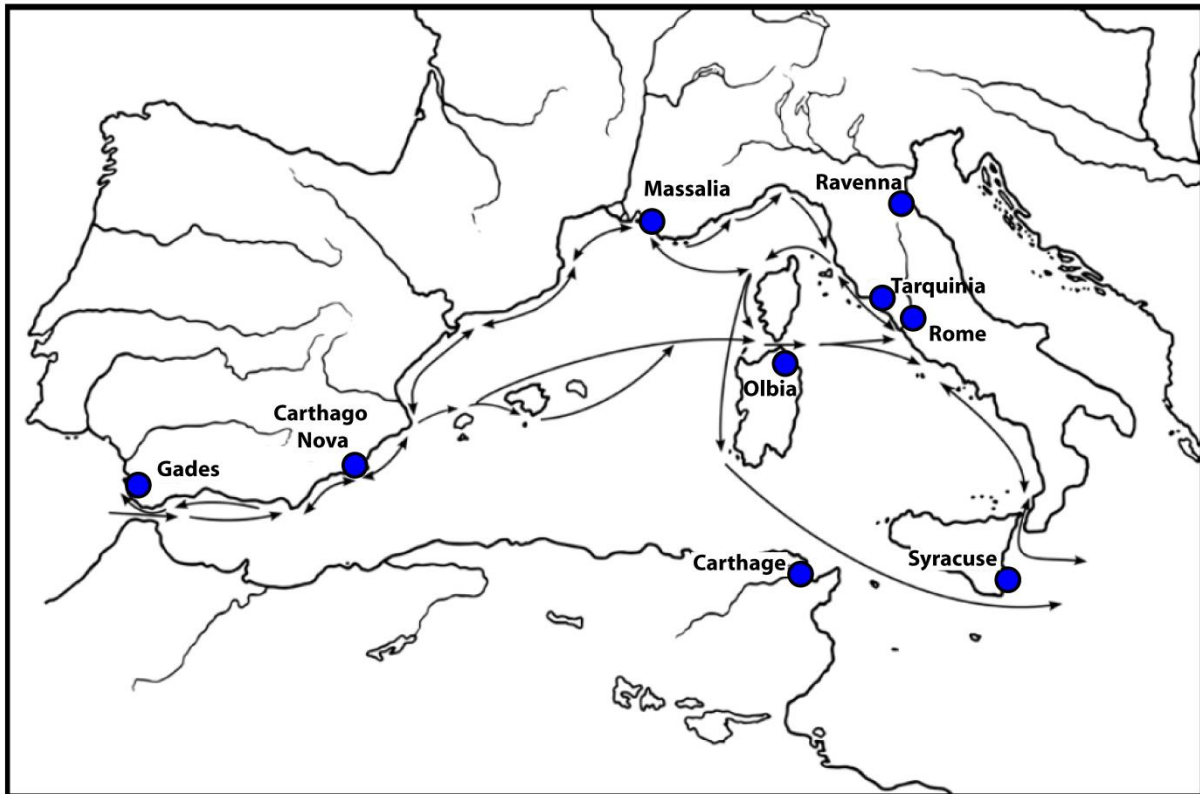 Massalia
Ravenna
Tarquinia
Rome
Olbia
Carthago
Nova
Gades
Carthage
Syracuse